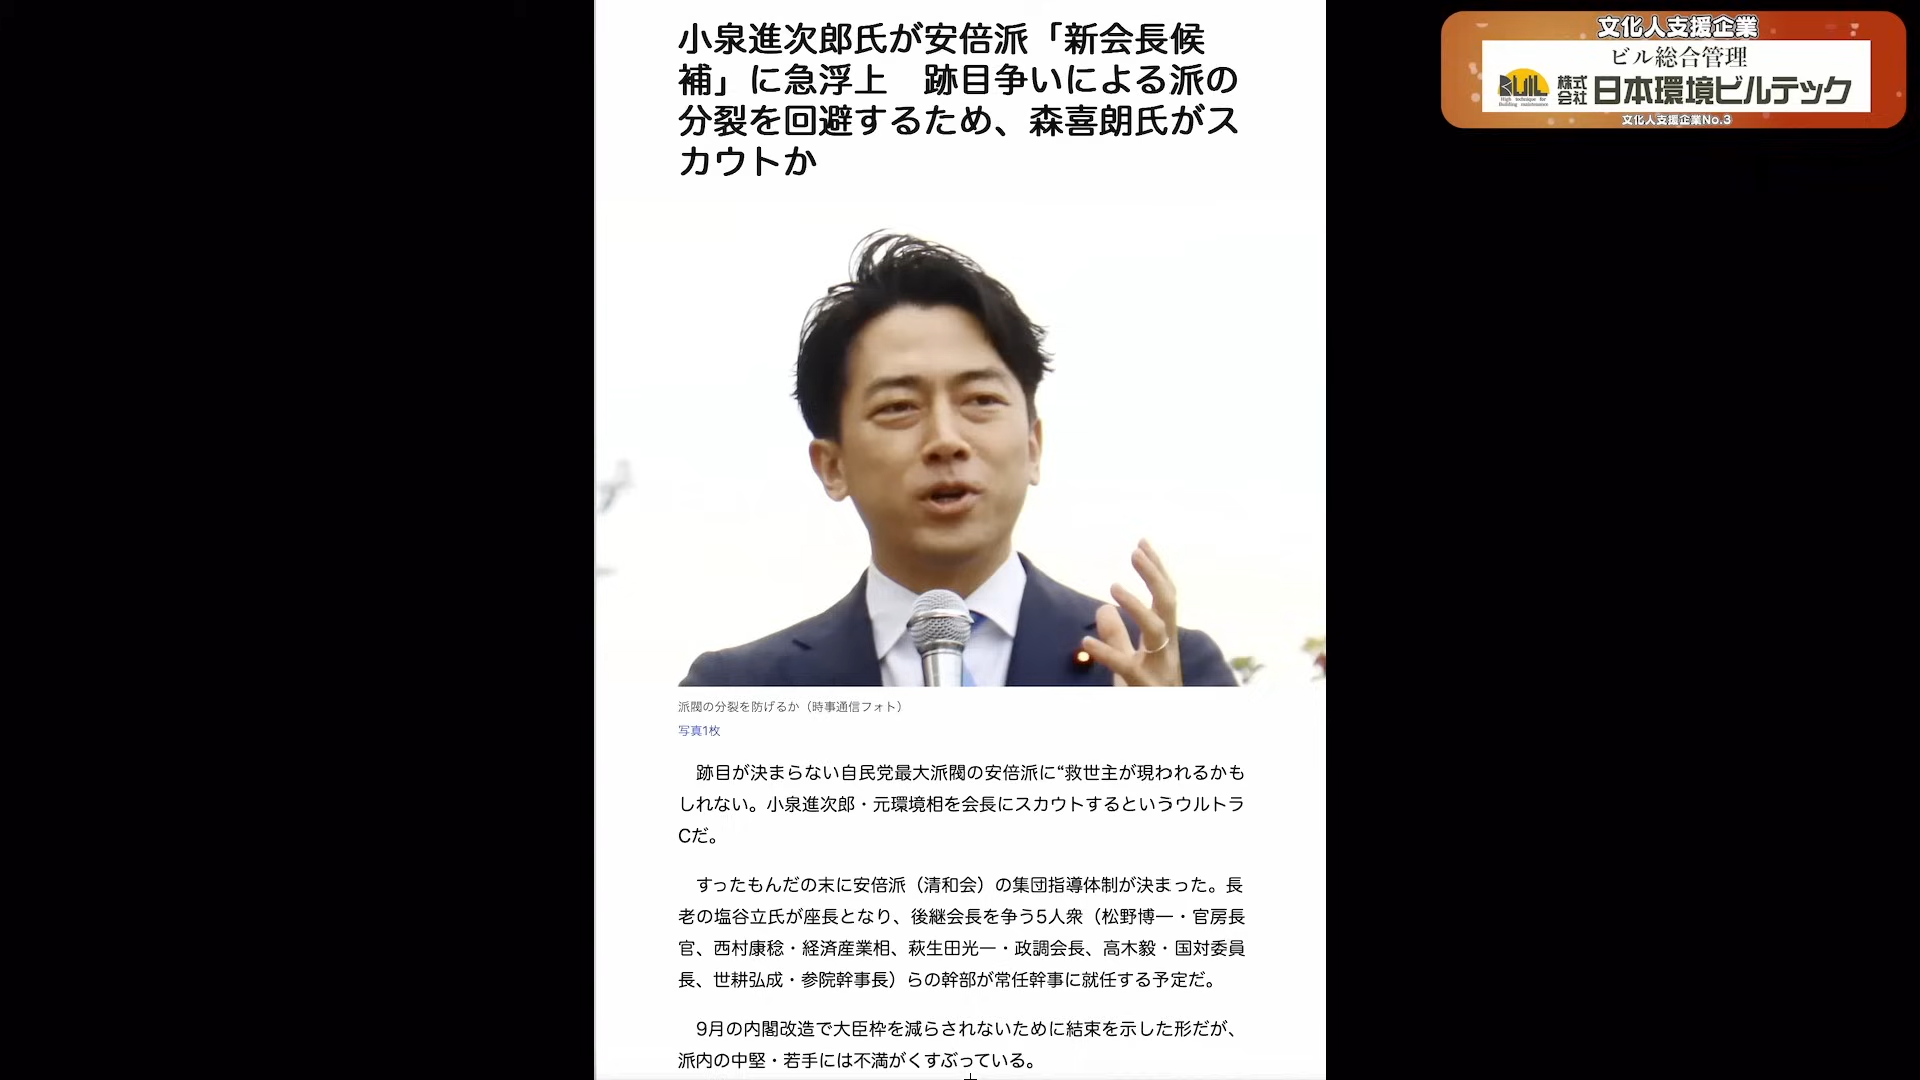 小泉進次郎氏が安倍派「新会長候
補」に急浮上　跡目争いによる派の
分裂を回避するため、森喜朗氏がス
カウトか
派閥の分裂を防げるか（時事通信フォト）
写真1枚
跡目が決まらない自民党最大派閥の安倍派に“救世主が現われるかも
しれない。小泉進次郎・元環境相を会長にスカウトするというウルトラ
Cだ。
すったもんだの末に安倍派（清和会）の集団指導体制が決まった。長
老の塩谷立氏が座長となり、後継会長を争う5人衆（松野博一・官房長
官、西村康稔・経済産業相、萩生田光一・政調会長、高木毅・国対委員
長、世耕弘成・参院幹事長）らの幹部が常任幹事に就任する予定だ。
9月の内閣改造で大臣枠を減らされないために結束を示した形だが、
派内の中堅・若手には不満がくすぶっている。
文化人支援企業
ビル総合管理
BUIL
High technique for
Building maintenance
株式会社 日本環境ビルテック
文化人支援企業No.3